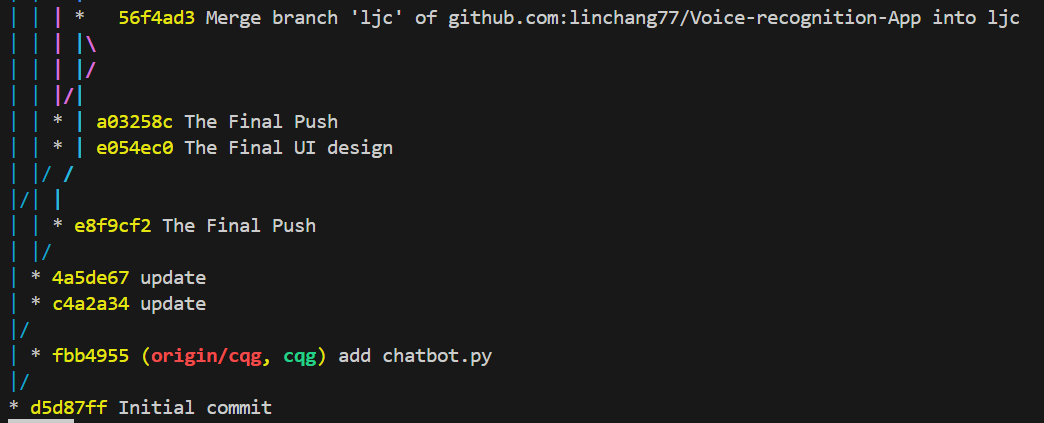 | | | *   56f4ad3 Merge branch 'ljc' of github.com:linchang77/Voice-recognition-App into ljc
| | | |\
| | | |/
| | |/|
| | * | a03258c The Final Push
| | * | e054ec0 The Final UI design
| |/ /
|/| |
| | * e8f9cf2 The Final Push
| |/
| * 4a5de67 update
| * c4a2a34 update
|/
| * fbb4955 (origin/cqg, cqg) add chatbot.py
|/
* d5d87ff Initial commit